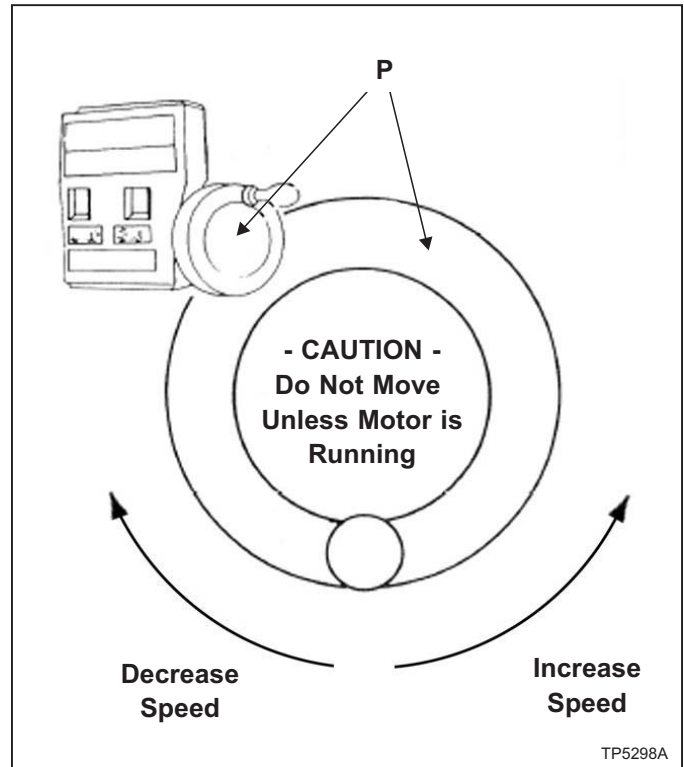 P
- CAUTION -
Do Not Move
Unless Motor is
Running
Decrease
Speed
Increase
Speed
TP5298A